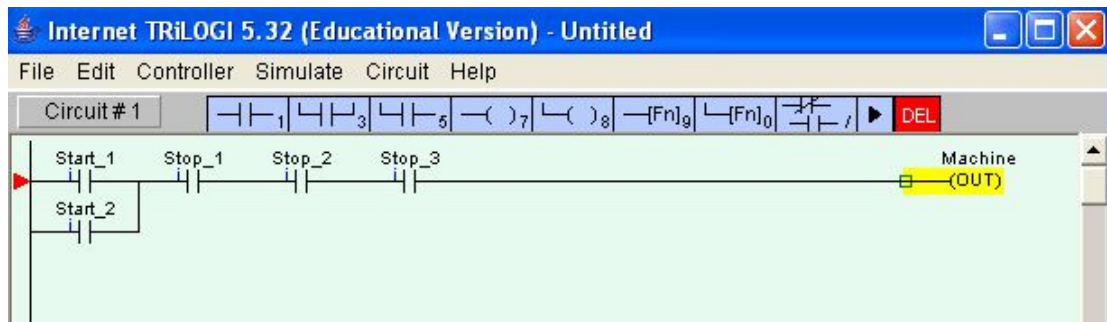 Internet TRiLOGI 5.32 (Educational Version) - Untitled
File Edit Controller Simulate Circuit Help
Circuit # 1 1 3 5 ( )7 ( )8 [Fn]9 [Fn]0 / DEL
Start_1 Stop_1 Stop_2 Stop_3 Machine
i i i i (OUT)
Start_2
i